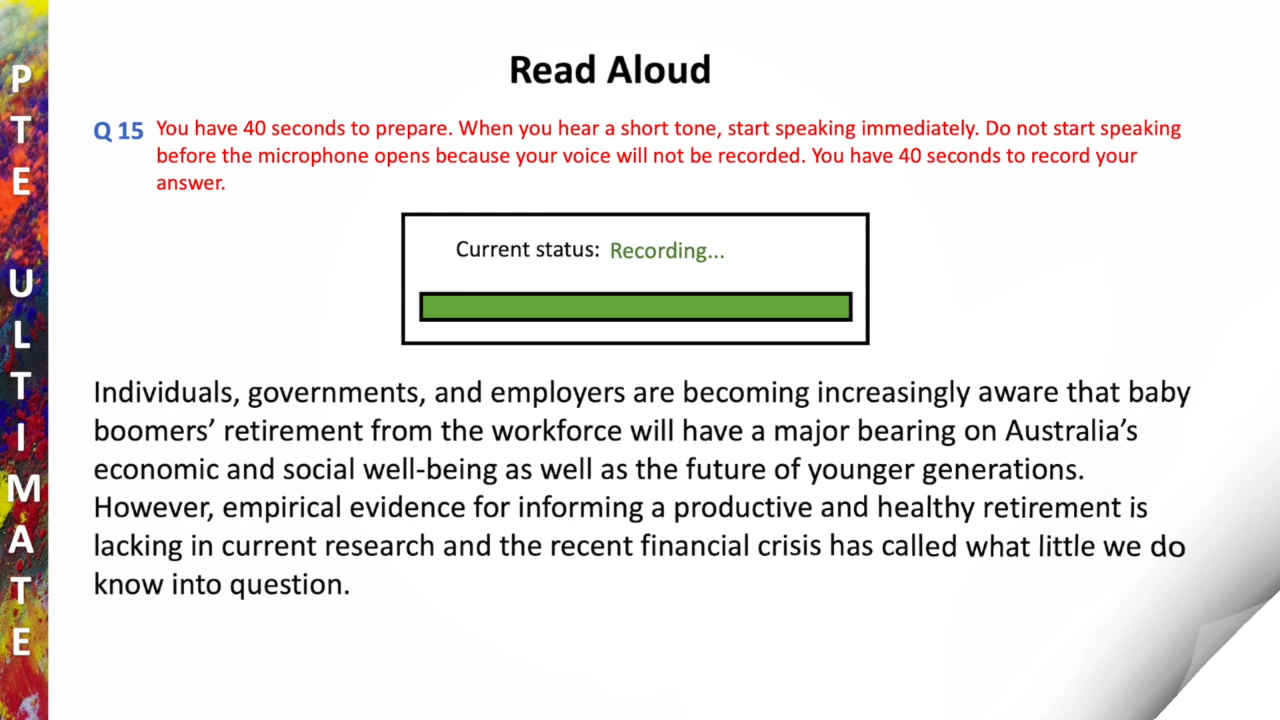 PTE ULTIMATE
Read Aloud
Q 15 You have 40 seconds to prepare. When you hear a short tone, start speaking immediately. Do not start speaking
before the microphone opens because your voice will not be recorded. You have 40 seconds to record your
answer.
Current status: Recording...
Individuals, governments, and employers are becoming increasingly aware that baby
boomers’ retirement from the workforce will have a major bearing on Australia’s
economic and social well-being as well as the future of younger generations.
However, empirical evidence for informing a productive and healthy retirement is
lacking in current research and the recent financial crisis has called what little we do
know into question.